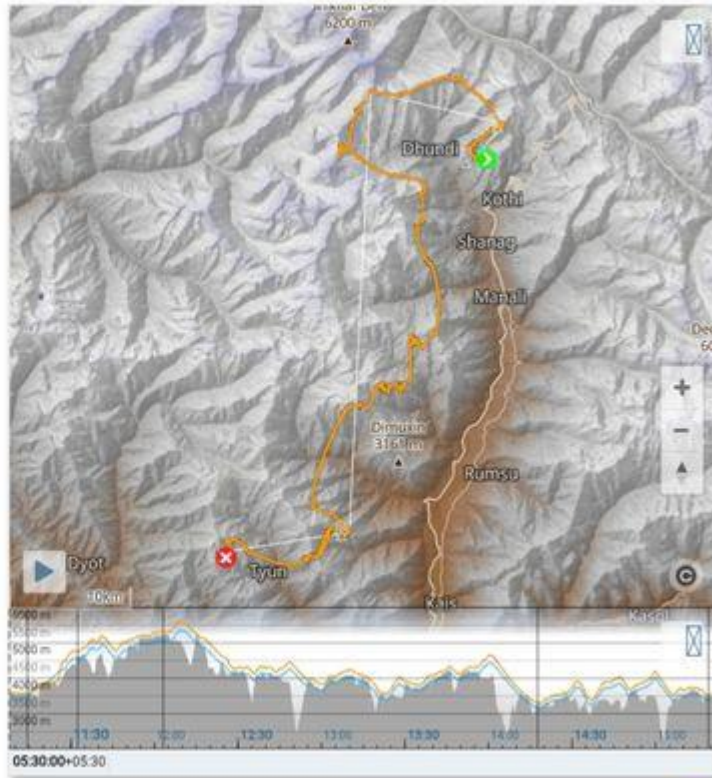 6200 m
Dhundi
Kothi
Shanag
Manali
Dimuxin
3161 m
Rumsu
Dyot
Tyun
10km
Kais
Kasol
5500 m
5000 m
4500 m
4000 m
3500 m
3000 m
11:30 12:00 12:30 13:00 13:30 14:00 14:30 15:00
05:30:00+05:30